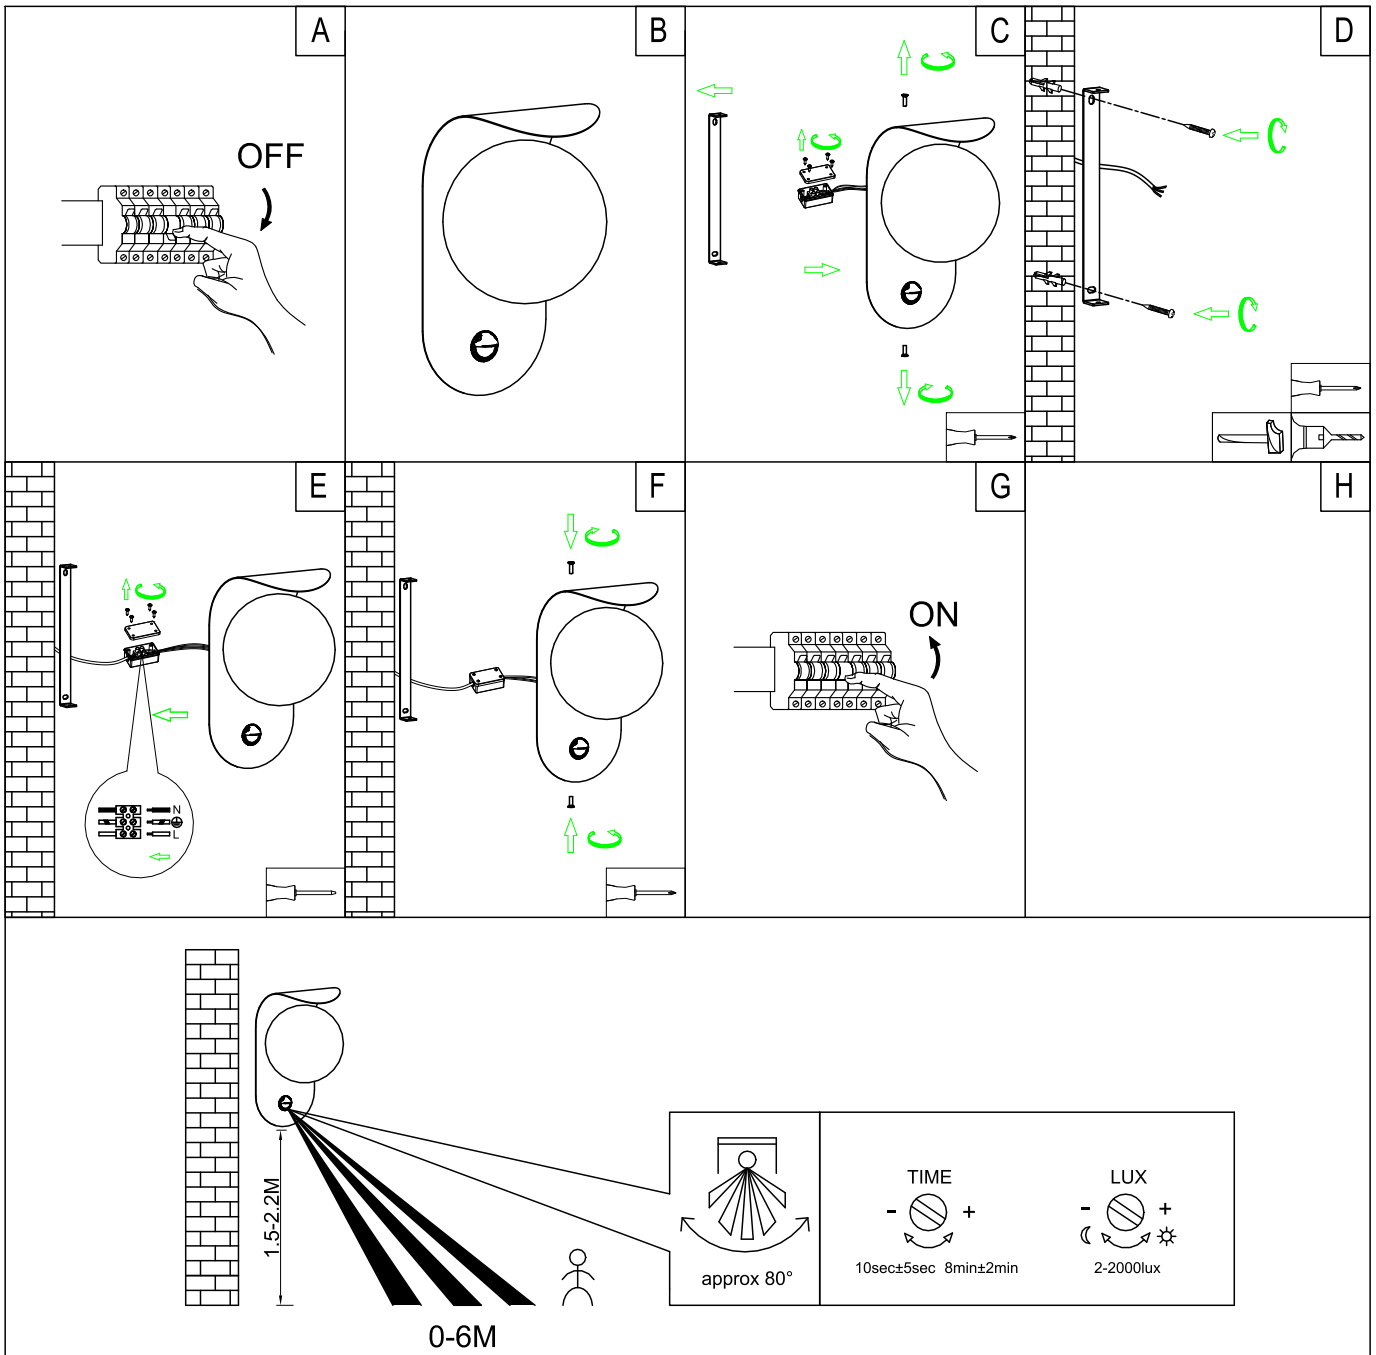 A
OFF
B
C
D
E
N
L
F
G
ON
H
1.5-2.2M
0-6M
approx 80°
TIME
- +
10sec±5sec 8min±2min
LUX
- +
2-2000lux